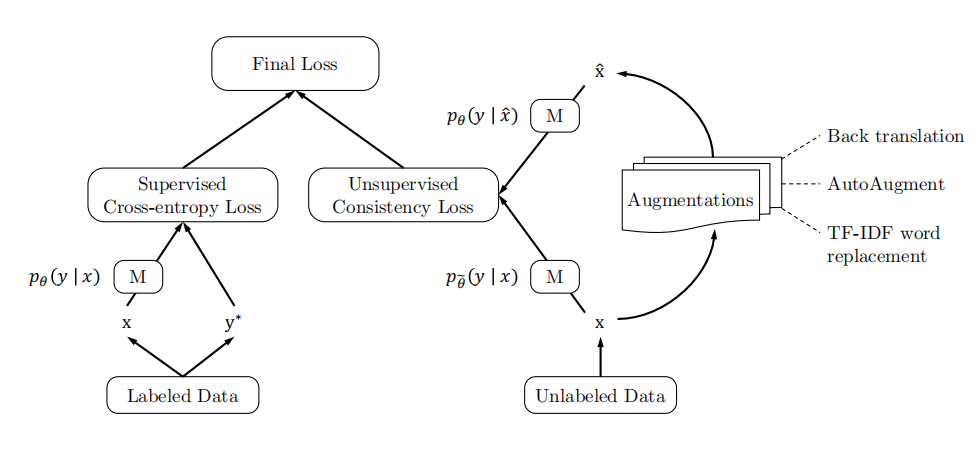 Final Loss
x̂
p_θ(y | x̂)
M
Back translation
Supervised
Cross-entropy Loss
Unsupervised
Consistency Loss
Augmentations
AutoAugment
TF-IDF word
replacement
p_θ(y | x)
M
p_θ̃(y | x)
M
x
y*
x
Labeled Data
Unlabeled Data